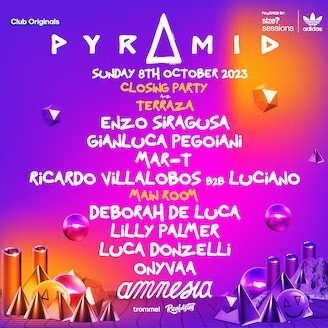 Club Originals
POWERED BY:
size?
sessions
adidas
PYRAMID
SUNDAY 8TH OCTOBER 2023
CLOSING PARTY
TERRAZA
ENZO SIRAGUSA
GIANLUCA PEGOIANI
MAR-T
RICARDO VILLALOBOS B2B LUCIANO
MAIN ROOM
DEBORAH DE LUCA
LILLY PALMER
LUCA DONZELLI
ONYVAA
amnesia
trommel